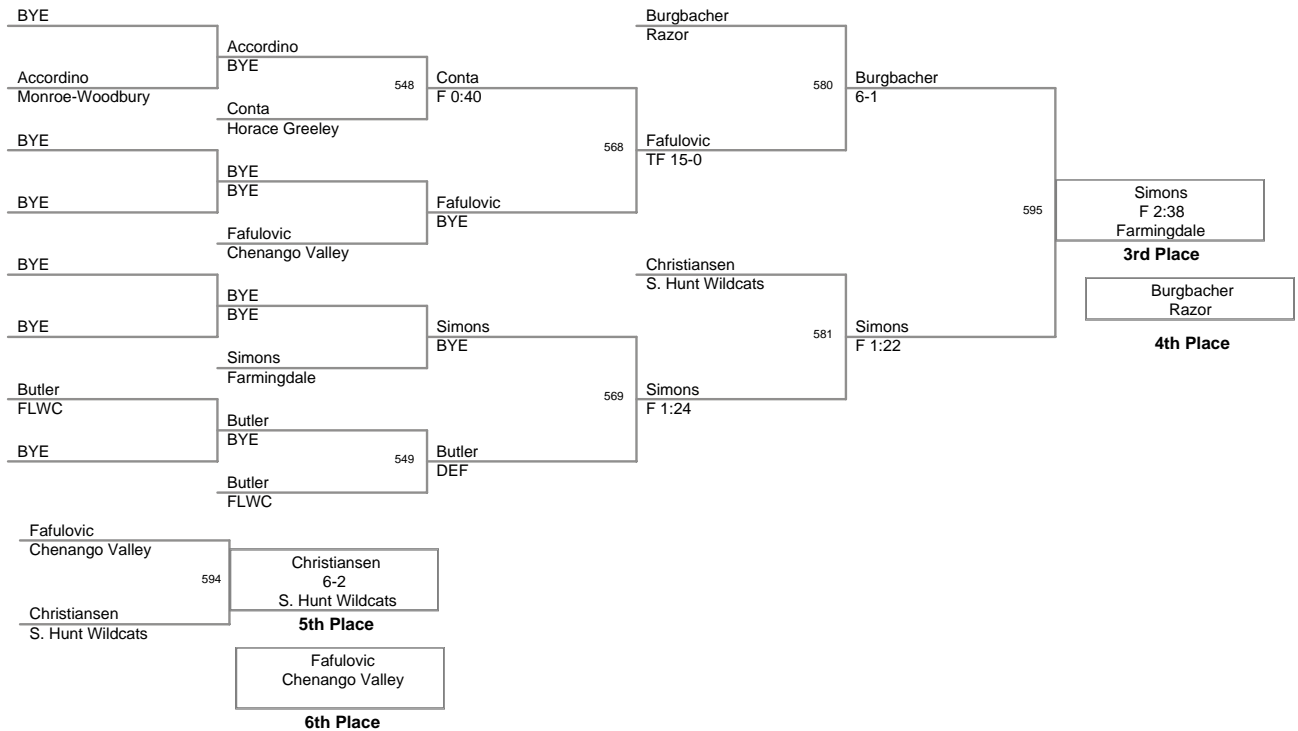 BYE
Accordino
Monroe-Woodbury
BYE
BYE
BYE
BYE
Butler
FLWC
BYE
Accordino
BYE
548
Conta
Horace Greeley
BYE
BYE
Fafulovic
Chenango Valley
BYE
BYE
Simons
Farmingdale
Butler
BYE
549
Butler
FLWC
Conta
F 0:40
568
Fafulovic
BYE
Simons
BYE
569
Butler
DEF
Burgbacher
Razor
580
Fafulovic
TF 15-0
Christiansen
S. Hunt Wildcats
581
Simons
F 1:24
Burgbacher
6-1
595
Simons
F 1:22
Simons
F 2:38
Farmingdale
3rd Place
Burgbacher
Razor
4th Place
Fafulovic
Chenango Valley
594
Christiansen
S. Hunt Wildcats
Christiansen
6-2
S. Hunt Wildcats
5th Place
Fafulovic
Chenango Valley
6th Place